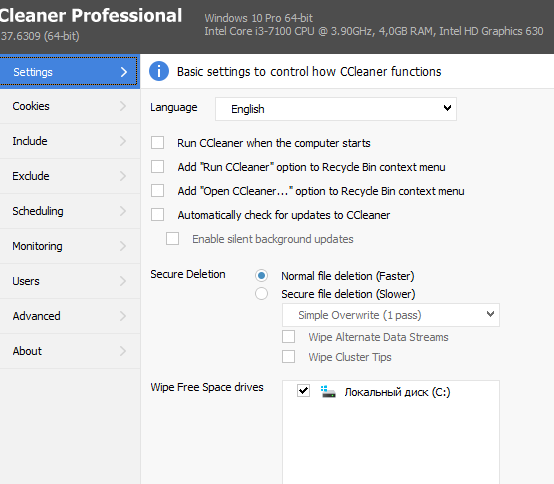 Cleaner Professional
37.6309 (64-bit)
Windows 10 Pro 64-bit
Intel Core i3-7100 CPU @ 3.90GHz, 4,0GB RAM, Intel HD Graphics 630
Settings
Cookies
Include
Exclude
Scheduling
Monitoring
Users
Advanced
About
Basic settings to control how CCleaner functions
Language
English
Run CCleaner when the computer starts
Add "Run CCleaner" option to Recycle Bin context menu
Add "Open CCleaner..." option to Recycle Bin context menu
Automatically check for updates to CCleaner
Enable silent background updates
Secure Deletion
Normal file deletion (Faster)
Secure file deletion (Slower)
Simple Overwrite (1 pass)
Wipe Alternate Data Streams
Wipe Cluster Tips
Wipe Free Space drives
Локальный диск (C:)